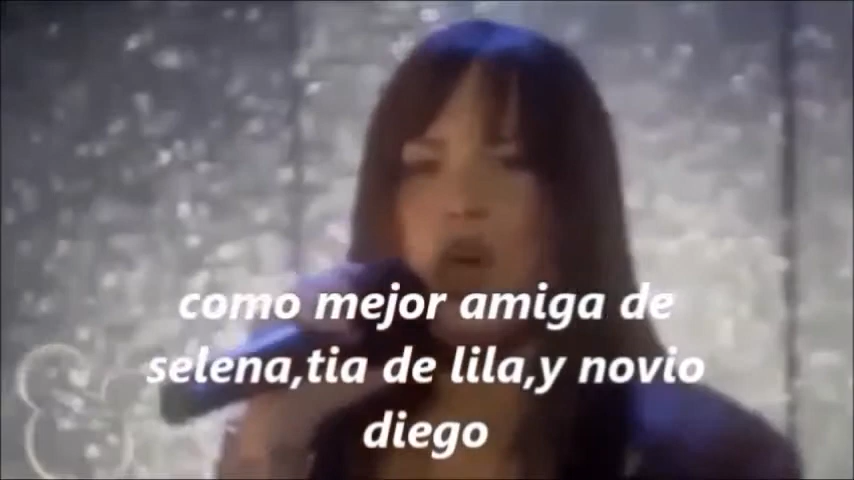 como mejor amiga de
selena,tia de lila,y novio
diego